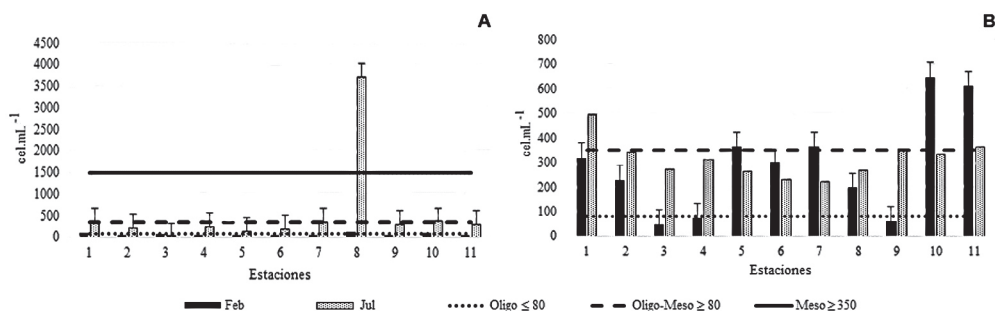 A
B
cel.ml.-1
4500
4000
3500
3000
2500
2000
1500
1000
500
0
1 2 3 4 5 6 7 8 9 10 11
Estaciones
cel.ml.-1
800
700
600
500
400
300
200
100
0
1 2 3 4 5 6 7 8 9 10 11
Estaciones
Feb Jul Oligo ≤ 80 Oligo-Meso ≥ 80 Meso ≥ 350